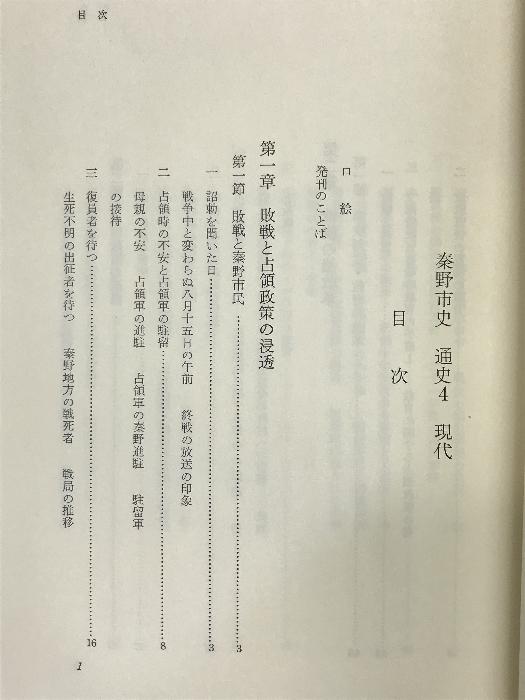 目次
秦野市史　通史4　現代
目　次
口　絵
発刊のことば
第一章　敗戦と占領政策の浸透
第一節　敗戦と秦野市民……………………………3
一　詔勅を聞いた日……………………………3
戦争中と変わらぬ八月十五日の午前　終戦の放送の印象
二　占領時の不安と占領軍の駐留……………………………8
母親の不安　占領軍の進駐　占領軍の秦野進駐　駐留軍
の接待
三　復員者を待つ……………………………16
生死不明の出征者を待つ　秦野地方の戦死者　戦局の推移
1